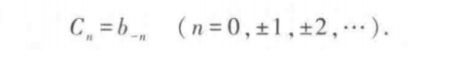 C_n = b_{-n} (n = 0, ±1, ±2, ⋯).